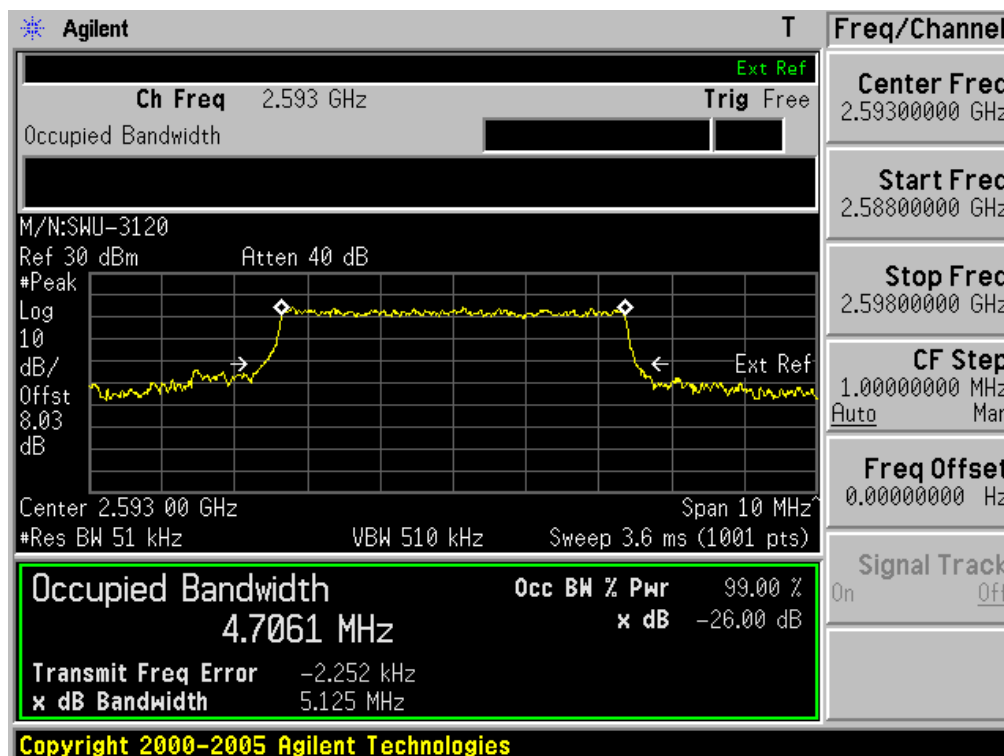 Agilent T
Freq/Channel
Ext Ref
Ch Freq 2.593 GHz Trig Free
Occupied Bandwidth
Center Freq
2.59300000 GHz
Start Freq
2.58800000 GHz
Stop Freq
2.59800000 GHz
CF Step
1.00000000 MHz
Auto Man
Freq Offset
0.00000000 Hz
Signal Track
On Off
M/N:SWU-3120
Ref 30 dBm Atten 40 dB
#Peak
Log
10
dB/
Offst
8.03
dB
Ext Ref
Center 2.593 00 GHz Span 10 MHz^
#Res BW 51 kHz VBW 510 kHz Sweep 3.6 ms (1001 pts)
Occupied Bandwidth Occ BW % Pwr 99.00 %
4.7061 MHz x dB -26.00 dB
Transmit Freq Error -2.252 kHz
x dB Bandwidth 5.125 MHz
Copyright 2000-2005 Agilent Technologies